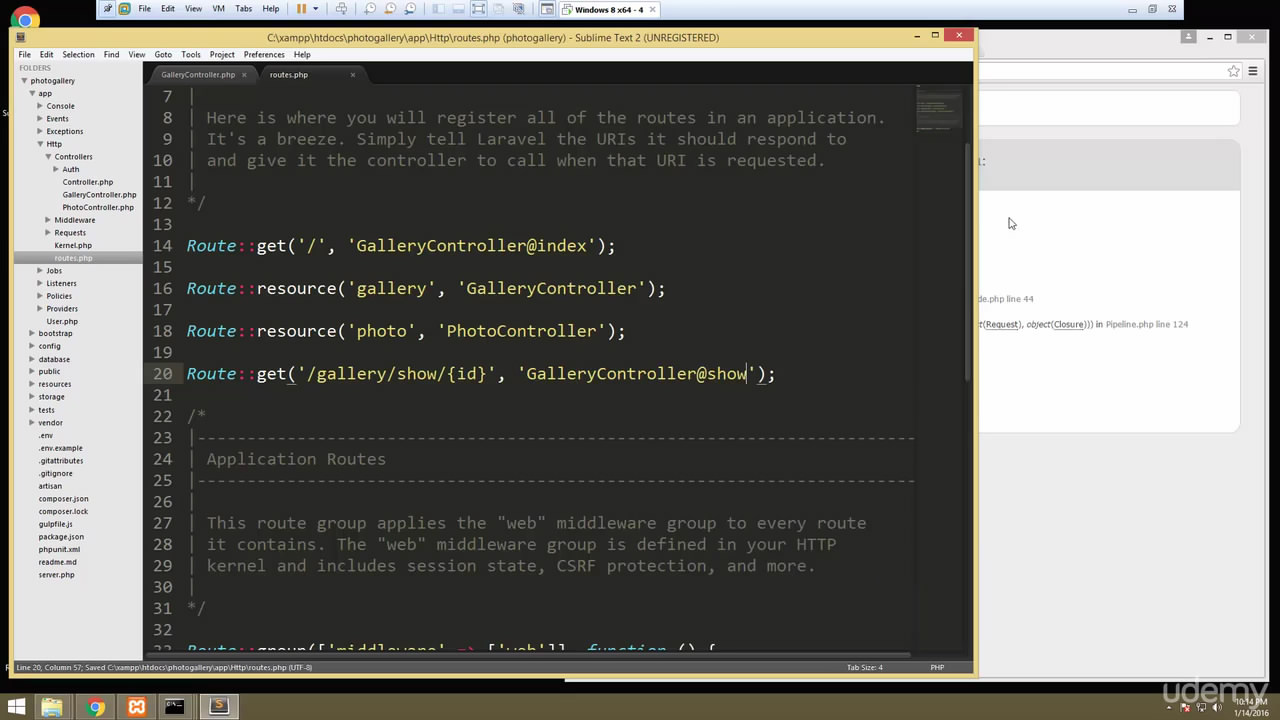 File Edit View VM Tabs Help
Windows 8 x64 - 4
C:\xampp\htdocs\photogallery\app\Http\routes.php (photogallery) - Sublime Text 2 (UNREGISTERED)
File Edit Selection Find View Goto Tools Project Preferences Help
FOLDERS
photogallery
app
Console
Events
Exceptions
Http
Controllers
Auth
Controller.php
GalleryController.php
PhotoController.php
Middleware
Requests
Kernel.php
routes.php
Jobs
Listeners
Policies
Providers
User.php
bootstrap
config
database
public
resources
storage
tests
vendor
.env
.env.example
.gitattributes
.gitignore
artisan
composer.json
composer.lock
gulpfile.js
package.json
phpunit.xml
readme.md
server.php
GalleryController.php routes.php
7 |
8 | Here is where you will register all of the routes in an application.
9 | It's a breeze. Simply tell Laravel the URIs it should respond to
10 | and give it the controller to call when that URI is requested.
11 |
12 */
13
14 Route::get('/', 'GalleryController@index');
15
16 Route::resource('gallery', 'GalleryController');
17
18 Route::resource('photo', 'PhotoController');
19
20 Route::get('/gallery/show/{id}', 'GalleryController@show');
21
22 /*
23 |--------------------------------------------------------------------------
24 | Application Routes
25 |--------------------------------------------------------------------------
26 |
27 | This route group applies the "web" middleware group to every route
28 | it contains. The "web" middleware group is defined in your HTTP
29 | kernel and includes session state, CSRF protection, and more.
30 |
31 */
32
33 Route::group(['middleware' => ['web']], function () {
de.php line 44
t(Request), object(Closure))) in Pipeline.php line 124
Line 20, Column 57; Saved C:\xampp\htdocs\photogallery\app\Http\routes.php (UTF-8)
Tab Size: 4 PHP
udemy
10:14 PM
1/14/2016